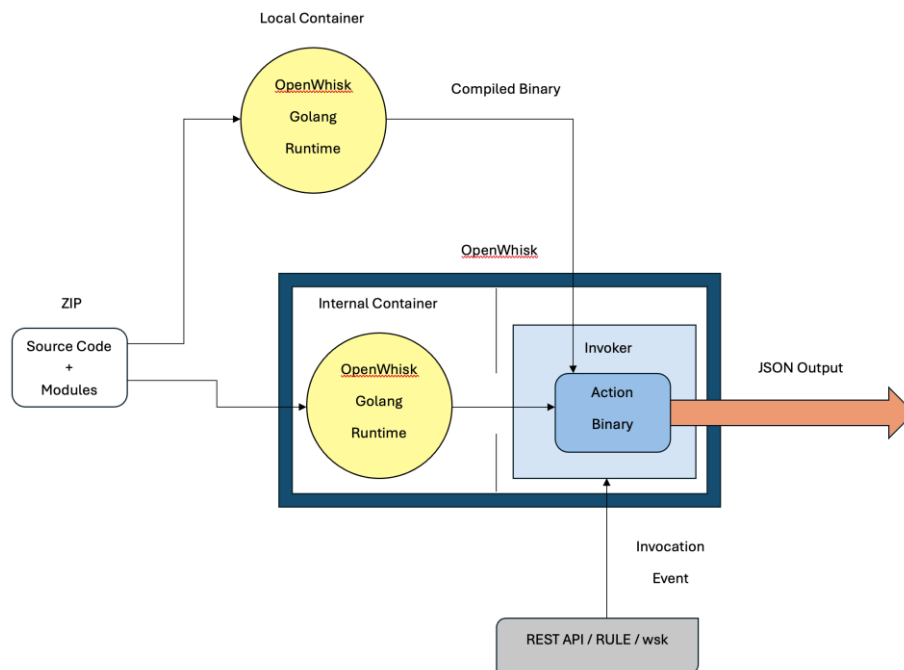 Local Container
OpenWhisk
Golang
Runtime
Compiled Binary
OpenWhisk
ZIP
Source Code
+
Modules
Internal Container
OpenWhisk
Golang
Runtime
Invoker
Action
Binary
JSON Output
Invocation
Event
REST API / RULE / wsk